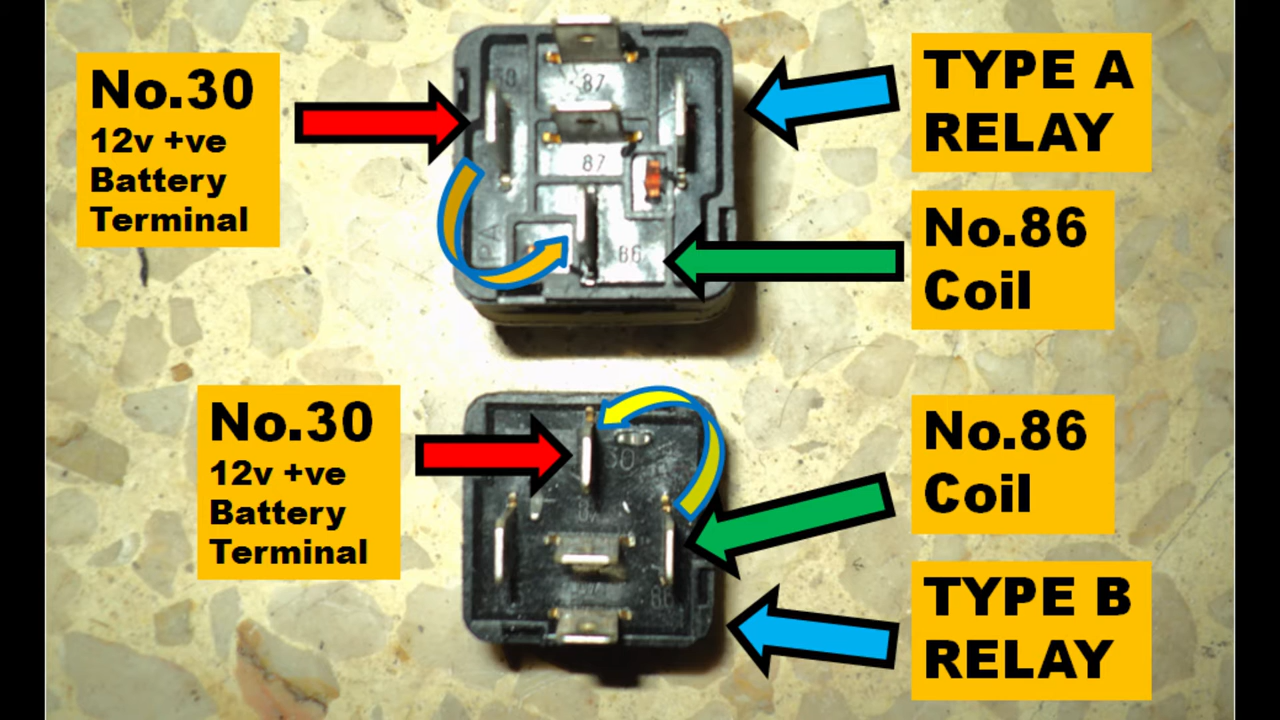 No.30
12v +ve
Battery
Terminal
87
87
86
TYPE A
RELAY
No.86
Coil
No.30
12v +ve
Battery
Terminal
30
86
No.86
Coil
TYPE B
RELAY